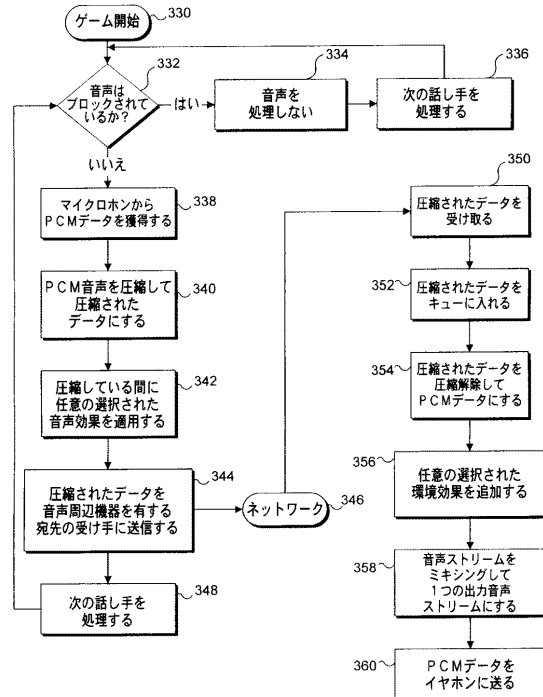 ゲーム開始
330
332
音声は
ブロックされて
いるか?
はい
334
音声を
処理しない
336
次の話し手を
処理する
いいえ
338
マイクロホンから
PCMデータを獲得する
340
PCM音声を圧縮して
圧縮された
データにする
342
圧縮している間に
任意の選択された
音声効果を適用する
344
圧縮されたデータを
音声周辺機器を有する
宛先の受け手に送信する
ネットワーク
346
348
次の話し手を
処理する
350
圧縮されたデータを
受け取る
352
圧縮されたデータを
キューに入れる
354
圧縮されたデータを
圧縮解除して
PCMデータにする
356
任意の選択された
環境効果を追加する
358
音声ストリームを
ミキシングして
1つの出力音声
ストリームにする
360
PCMデータを
イヤホンに送る